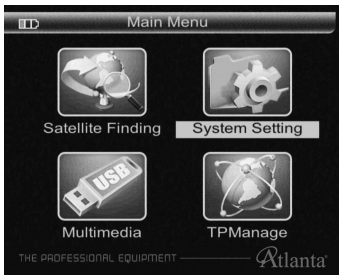 Main Menu
Satellite Finding
System Setting
USB
Multimedia
TPManage
THE PROFESSIONAL EQUIPMENT
Atlanta